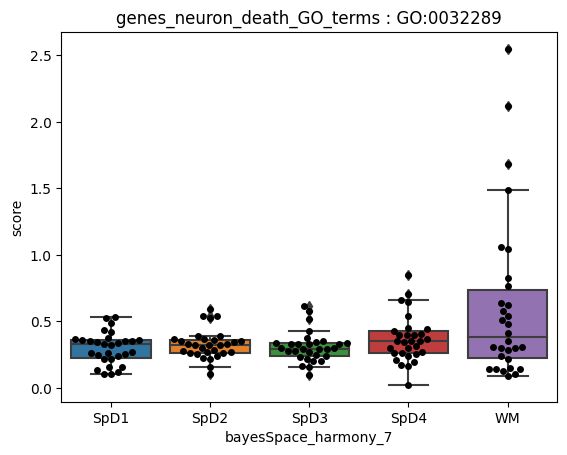 genes_neuron_death_GO_terms : GO:0032289
score
2.5
2.0
1.5
1.0
0.5
0.0
SpD1 SpD2 SpD3 SpD4 WM
bayesSpace_harmony_7